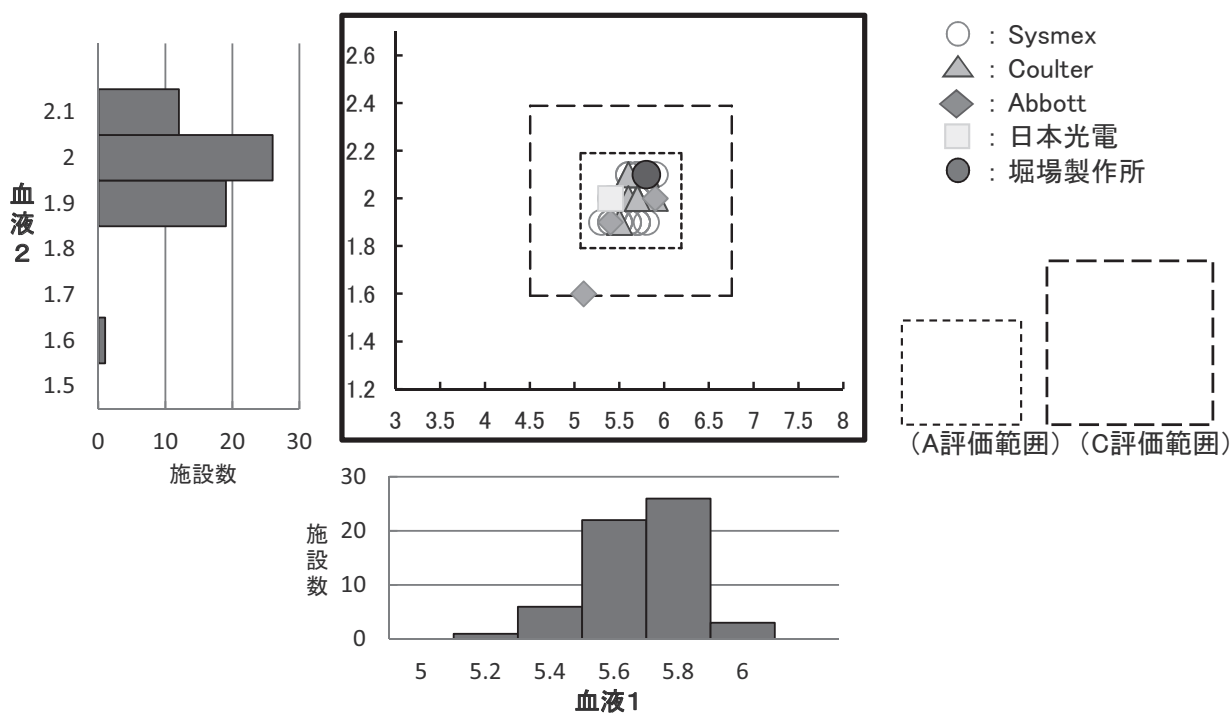 2.1
2
1.9
1.8
1.7
1.6
1.5
血液2
0 10 20 30
施設数
2.6
2.4
2.2
2
1.8
1.6
1.4
1.2
3 3.5 4 4.5 5 5.5 6 6.5 7 7.5 8
: Sysmex
: Coulter
: Abbott
: 日本光電
: 堀場製作所
(A評価範囲) (C評価範囲)
30
20
10
0
施設数
5 5.2 5.4 5.6 5.8 6
血液1